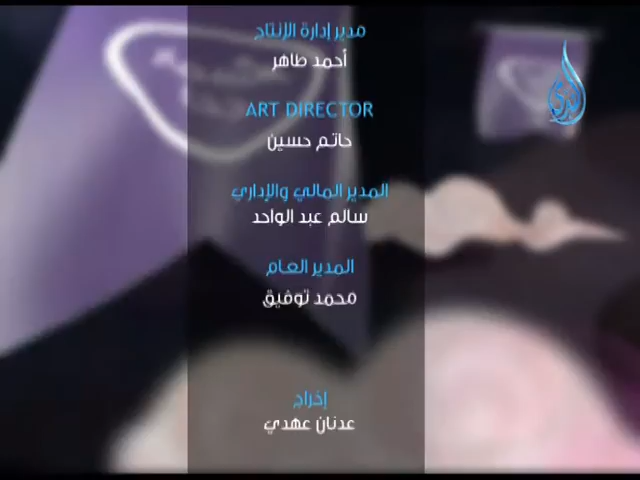 مدير إدارة الإنتاج
أحمد طاهر
ART DIRECTOR
حاتم حسين
المدير المالي والإداري
سالم عبد الواحد
المدير العام
محمد توفيق
إخراج
عدنان عهدي